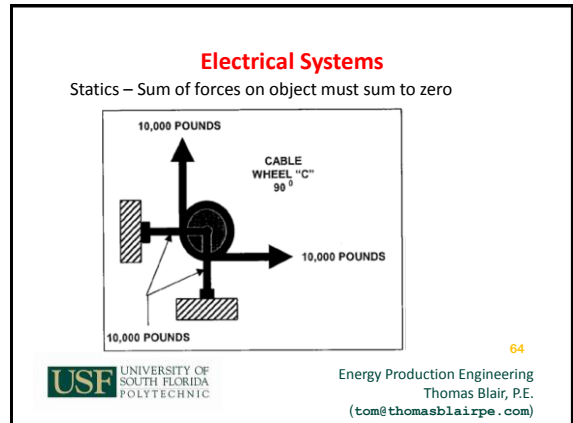 Electrical Systems
Statics – Sum of forces on object must sum to zero
10,000 POUNDS
CABLE
WHEEL "C"
90 0
10,000 POUNDS
10,000 POUNDS
64
USF UNIVERSITY OF
SOUTH FLORIDA
POLYTECHNIC
Energy Production Engineering
Thomas Blair, P.E.
(tom@thomasblairpe.com)